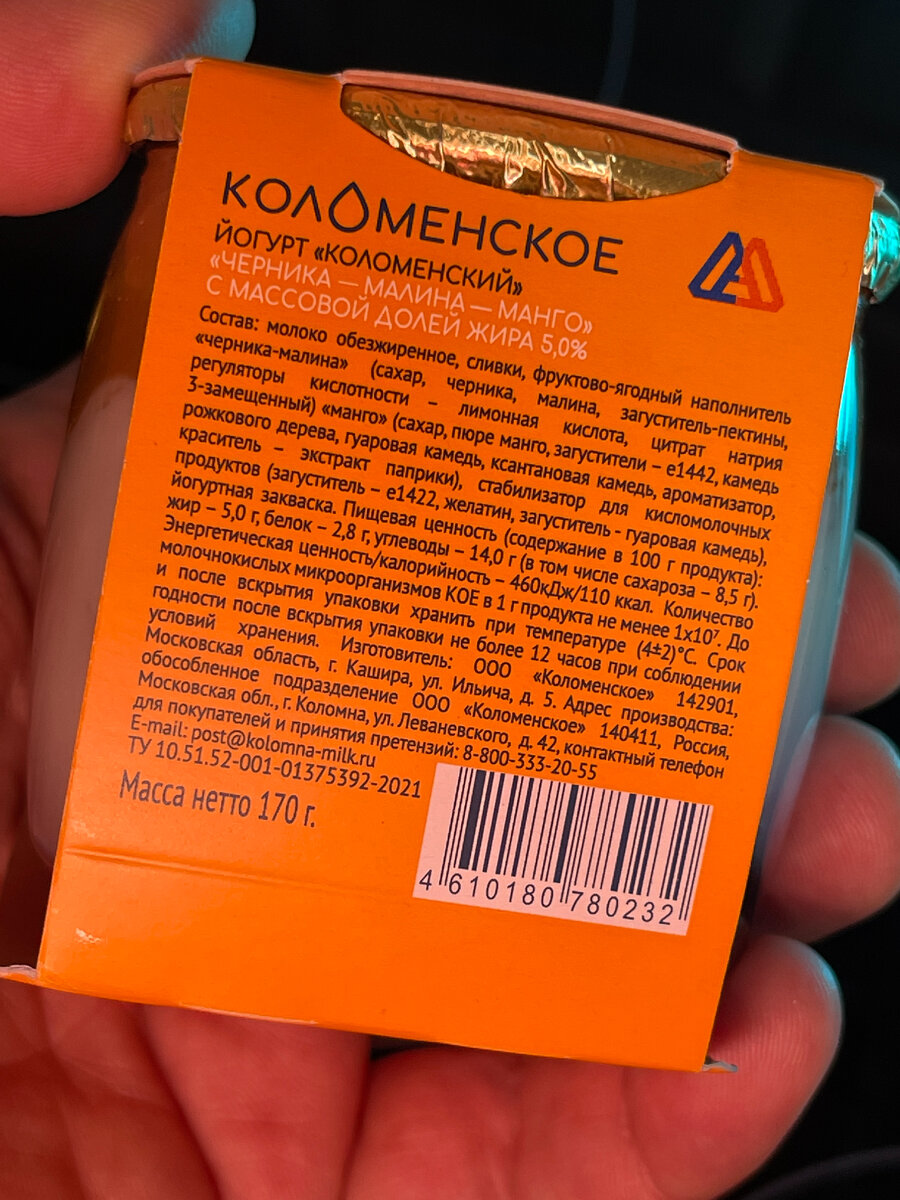 КОЛОМЕНСКОЕ
ЙОГУРТ «КОЛОМЕНСКИЙ»
«ЧЕРНИКА — МАЛИНА — МАНГО»
С МАССОВОЙ ДОЛЕЙ ЖИРА 5,0%
Состав: молоко обезжиренное, сливки, фруктово-ягодный наполнитель
«черника-малина» (сахар, черника, малина, загуститель-пектины,
регуляторы кислотности – лимонная кислота, цитрат натрия
3-замещенный) «манго» (сахар, пюре манго, загустители – е1442, камедь
рожкового дерева, гуаровая камедь, ксантановая камедь, ароматизатор,
краситель – экстракт паприки), стабилизатор для кисломолочных
продуктов (загуститель – е1422, желатин, загуститель - гуаровая камедь),
йогуртная закваска. Пищевая ценность (содержание в 100 г продукта):
жир – 5,0 г, белок – 2,8 г, углеводы – 14,0 г (в том числе сахароза – 8,5 г).
Энергетическая ценность/калорийность – 460кДж/110 ккал. Количество
молочнокислых микроорганизмов КОЕ в 1 г продукта не менее 1х10⁷. До
и после вскрытия упаковки хранить при температуре (4±2)°С. Срок
годности после вскрытия упаковки не более 12 часов при соблюдении
условий хранения. Изготовитель: ООО «Коломенское» 142901,
Московская область, г. Кашира, ул. Ильича, д. 5. Адрес производства:
обособленное подразделение ООО «Коломенское» 140411, Россия,
Московская обл., г. Коломна, ул. Леваневского, д. 42, контактный телефон
для покупателей и принятия претензий: 8-800-333-20-55
E-mail: post@kolomna-milk.ru
ТУ 10.51.52-001-01375392-2021
Масса нетто 170 г.
4 610180 780232